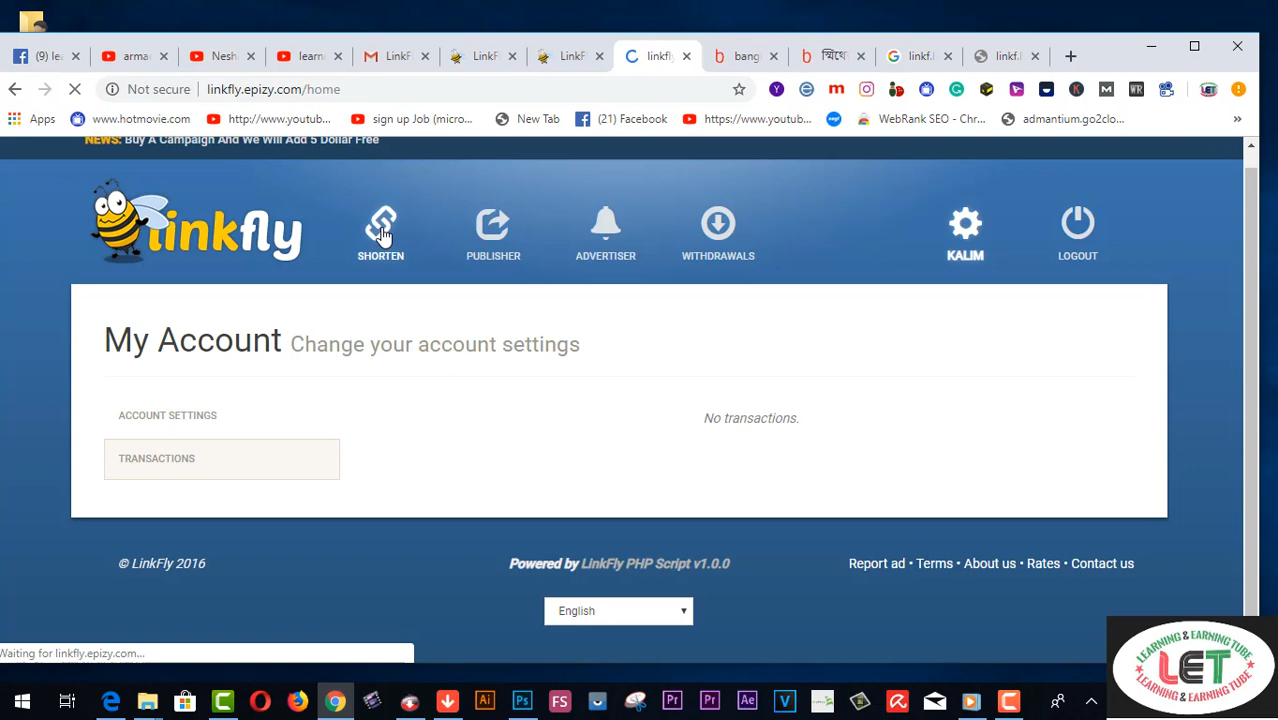 (9) le
arma
Nesh
learn
LinkF
LinkF
LinkF
linkfly
bang
linkf.l
linkf.
Not secure
linkfly.epizy.com/home
Apps
www.hqmovie.com
http://www.youtub...
sign up Job (micro...
New Tab
(21) Facebook
https://www.youtub...
WebRank SEO - Chr...
admantium.go2clo...
NEWS: Buy A Campaign And We Will Add 5 Dollar Free
linkfly
SHORTEN
PUBLISHER
ADVERTISER
WITHDRAWALS
KALIM
LOGOUT
My Account Change your account settings
ACCOUNT SETTINGS
No transactions.
TRANSACTIONS
© LinkFly 2016
Powered by LinkFly PHP Script v1.0.0
Report ad • Terms • About us • Rates • Contact us
English
Waiting for linkfly.epizy.com...
LEARNING & EARNING TUBE
LET
LEARNING & EARNING TUBE